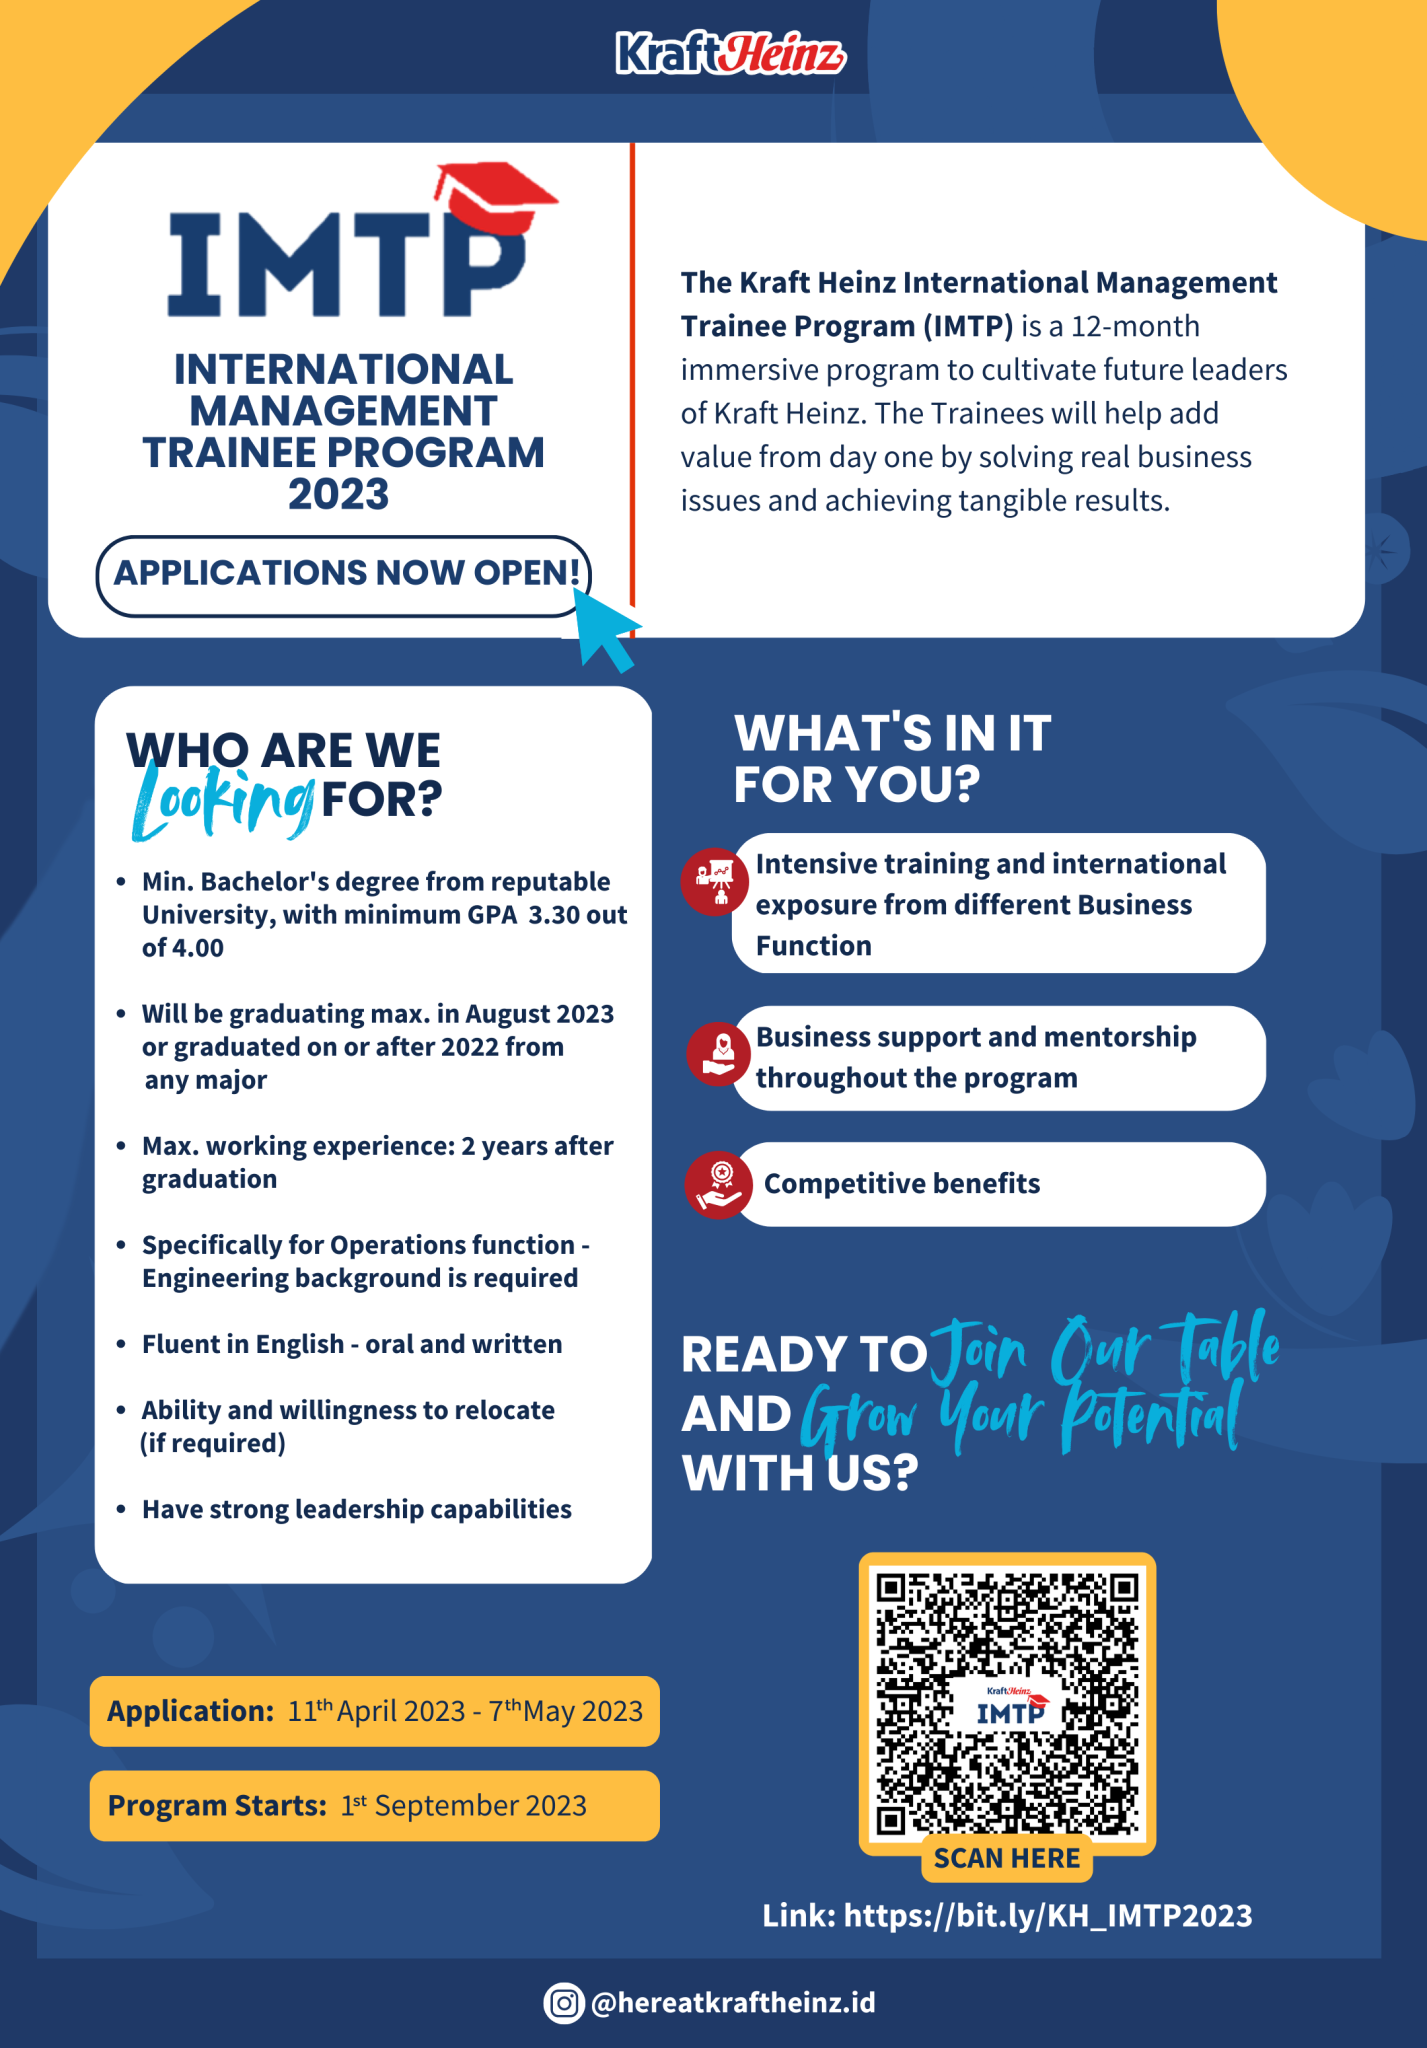 KraftHeinz
IMTP
INTERNATIONAL
MANAGEMENT
TRAINEE PROGRAM
2023
APPLICATIONS NOW OPEN!
The Kraft Heinz International Management
Trainee Program (IMTP) is a 12-month
immersive program to cultivate future leaders
of Kraft Heinz. The Trainees will help add
value from day one by solving real business
issues and achieving tangible results.
WHO ARE WE
Looking FOR?
• Min. Bachelor's degree from reputable
University, with minimum GPA 3.30 out
of 4.00
• Will be graduating max. in August 2023
or graduated on or after 2022 from
any major
• Max. working experience: 2 years after
graduation
• Specifically for Operations function -
Engineering background is required
• Fluent in English - oral and written
• Ability and willingness to relocate
(if required)
• Have strong leadership capabilities
Application: 11th April 2023 - 7th May 2023
Program Starts: 1st September 2023
WHAT'S IN IT
FOR YOU?
Intensive training and international
exposure from different Business
Function
Business support and mentorship
throughout the program
Competitive benefits
READY TO Join Our Table
AND Grow Your Potential
WITH US?
KraftHeinz
IMTP
SCAN HERE
Link: https://bit.ly/KH_IMTP2023
@hereatkraftheinz.id